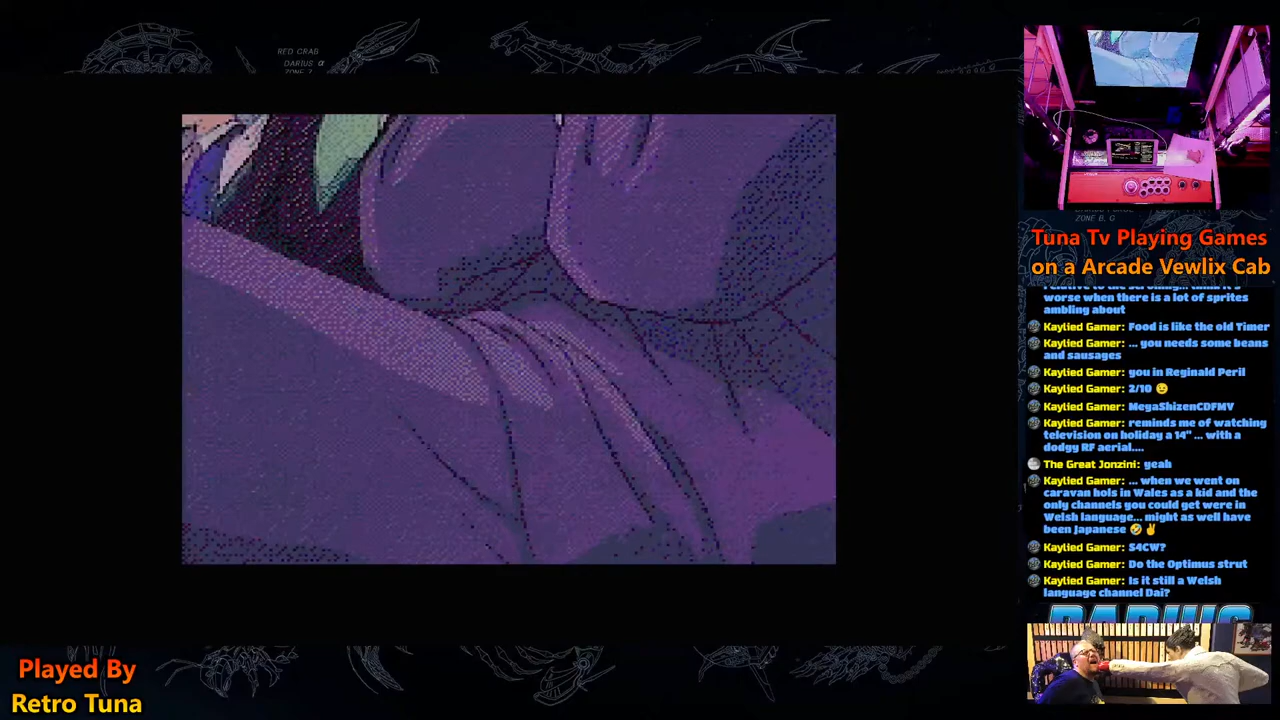 RED CRAB
DARIUS α
ZONE Z
ZONE B, C
Tuna Tv Playing Games
on a Arcade Vewlix Cab
worse when there is a lot of sprites
ambling about
Kaylied Gamer: Food is like the old Timer
Kaylied Gamer: ... you needs some beans
and sausages
Kaylied Gamer: you in Reginald Peril
Kaylied Gamer: 2/10 😉
Kaylied Gamer: MegaShizenCDFMV
Kaylied Gamer: reminds me of watching
television on holiday a 14" ... with a
dodgy RF aerial....
The Great Jonzini: yeah
Kaylied Gamer: ... when we went on
caravan hols in Wales as a kid and the
only channels you could get were in
Welsh language... might as well have
been Japanese 🤣✌
Kaylied Gamer: S4CW?
Kaylied Gamer: Do the Optimus strut
Kaylied Gamer: Is it still a Welsh
language channel Dai?
DARIUS
Played By
Retro Tuna